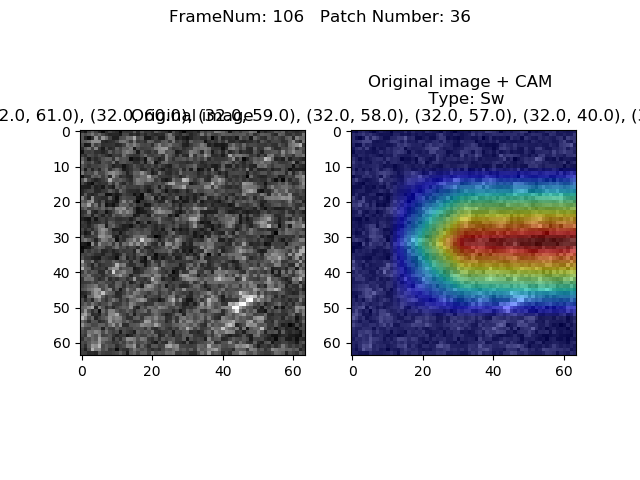 FrameNum: 106   Patch Number: 36
Original image + CAM
Type: Sw
2.0, 61.0), (32.0, 60.0), (32.0, 59.0), (32.0, 58.0), (32.0, 57.0), (32.0, 40.0), (3
Original image
0
10
20
30
40
50
60
0 20 40 60
0
10
20
30
40
50
60
0 20 40 60